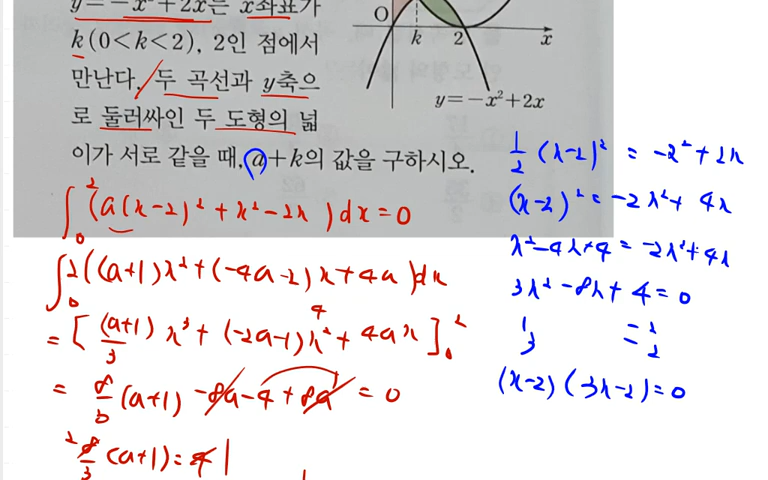 y=-x²+2x는 x좌표가
k(0<k<2), 2인 점에서
만난다. 두 곡선과 y축으
로 둘러싸인 두 도형의 넓
이가 서로 같을 때, a+k의 값을 구하시오.
O
k
2
x
y=-x²+2x
∫₀² (a(x-2)²+x²-2x)dx=0
∫₀² ((a+1)x²+(-4a-2)x+4a)dx
=[(a+1)/3 x³+(-2a-1)x²+4ax]₀²
= (a+1) -8a-4+8a =0
8/3 (a+1)=4
1/2 (x-2)² = -2²+2x
(x-2)²=-2x²+4x
x²-4x+4=-2x²+4x
3x²-8x+4=0
1 -2
3 -2
(x-2)(3x-2)=0